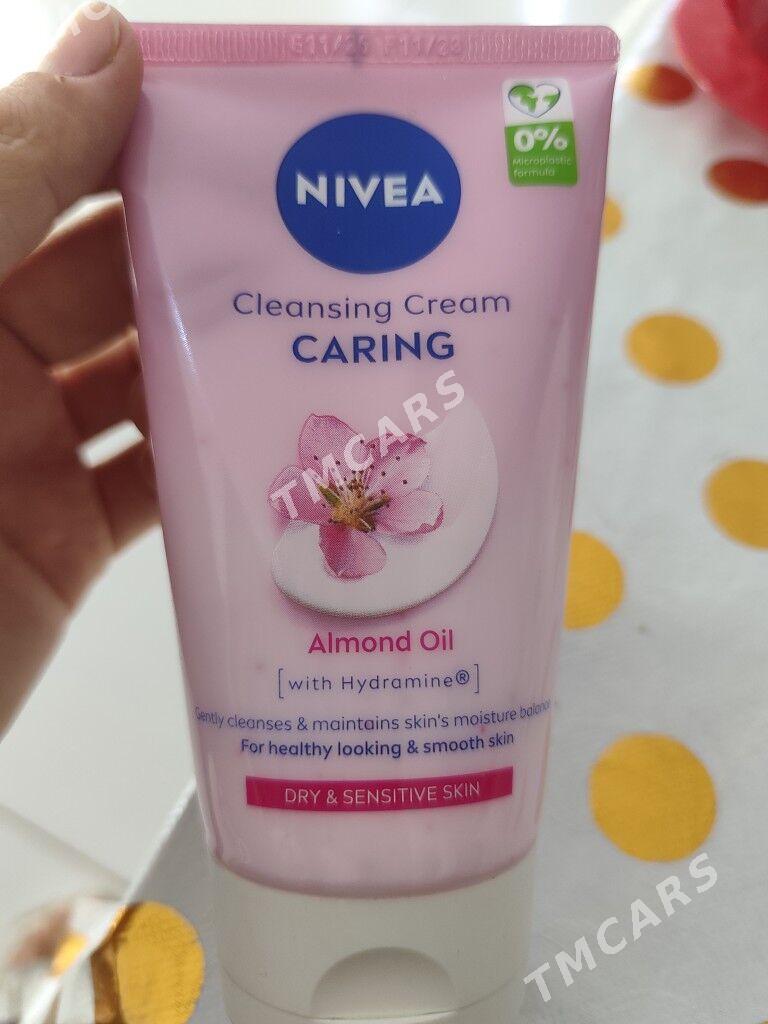 NIVEA
0%
Microplastic
formula
Cleansing Cream
CARING
TMCARS
Almond Oil
[with Hydramine®]
Gently cleanses & maintains skin's moisture balance
For healthy looking & smooth skin
DRY & SENSITIVE SKIN
TMCARS